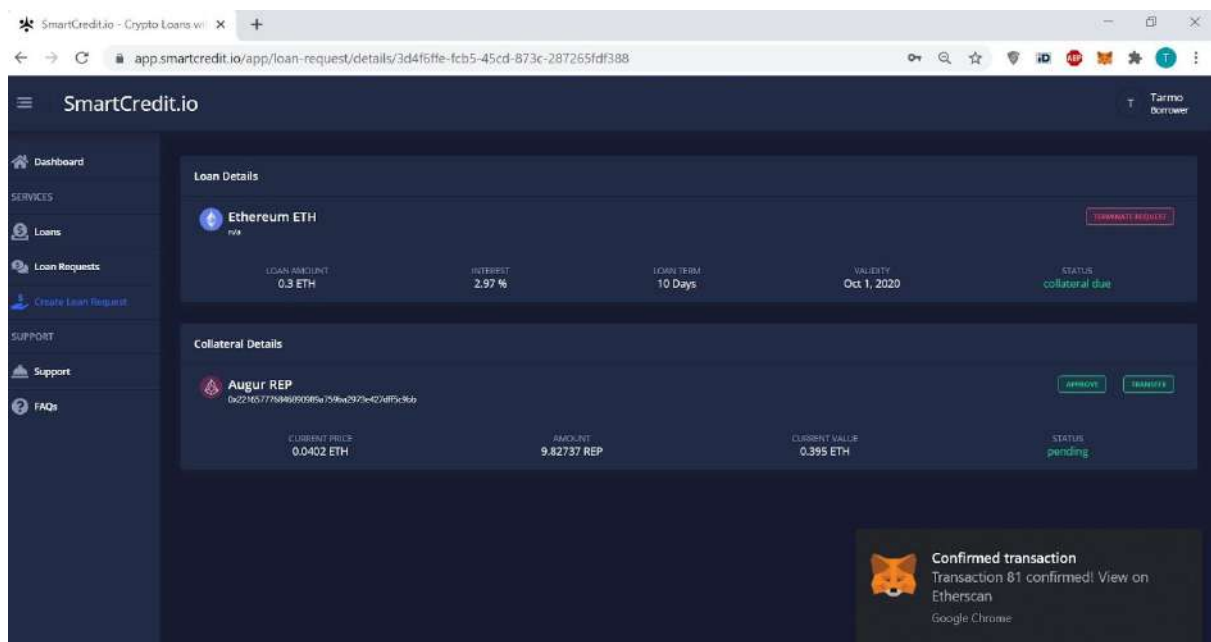 SmartCredit.io - Crypto Loans wi
app.smartcredit.io/app/loan-request/details/3d4f6ffe-fcb5-45cd-873c-287265fdf388
iD
ABP
T
SmartCredit.io
T
Tarmo
Borrower
Dashboard
SERVICES
Loans
Loan Requests
Create Loan Request
SUPPORT
Support
FAQs
Loan Details
Ethereum ETH
n/a
TERMINATE REQUEST
LOAN AMOUNT
0.3 ETH
INTEREST
2.97 %
LOAN TERM
10 Days
VALIDITY
Oct 1, 2020
STATUS
collateral due
Collateral Details
Augur REP
APPROVE
TRANSFER
CURRENT PRICE
0.0402 ETH
AMOUNT
9.82737 REP
CURRENT VALUE
0.395 ETH
STATUS
pending
Confirmed transaction
Transaction 81 confirmed! View on
Etherscan
Google Chrome